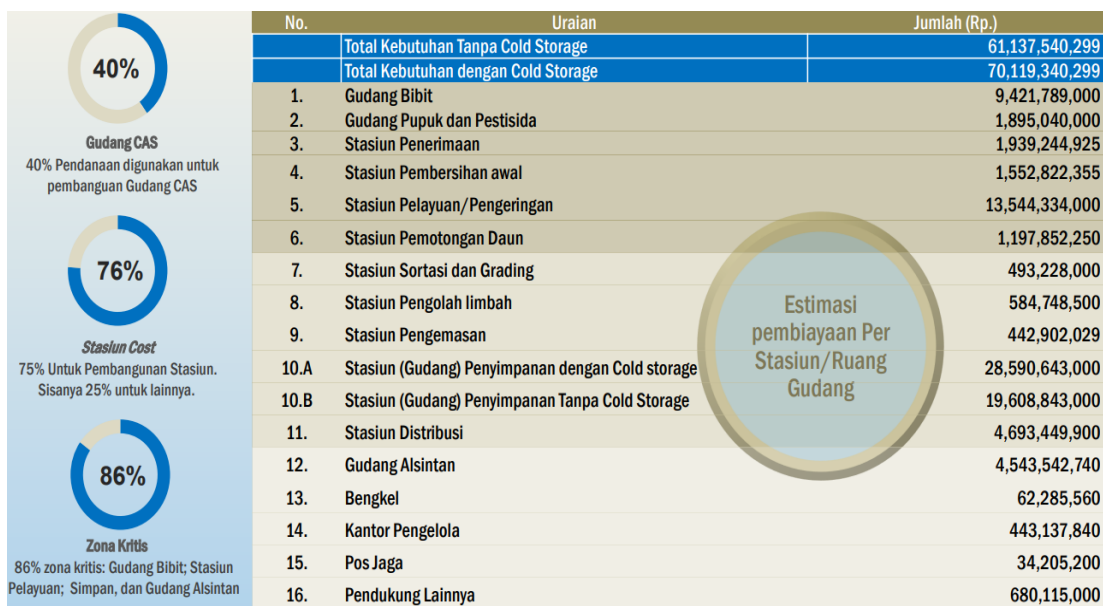 40%
Gudang CAS
40% Pendanaan digunakan untuk
pembanguan Gudang CAS
76%
Stasiun Cost
75% Untuk Pembangunan Stasiun.
Sisanya 25% untuk lainnya.
86%
Zona Kritis
86% zona kritis: Gudang Bibit; Stasiun
Pelayuan; Simpan, dan Gudang Alsintan
No. Uraian Jumlah (Rp.)
Total Kebutuhan Tanpa Cold Storage 61,137,540,299
Total Kebutuhan dengan Cold Storage 70,119,340,299
1. Gudang Bibit 9,421,789,000
2. Gudang Pupuk dan Pestisida 1,895,040,000
3. Stasiun Penerimaan 1,939,244,925
4. Stasiun Pembersihan awal 1,552,822,355
5. Stasiun Pelayuan/Pengeringan 13,544,334,000
6. Stasiun Pemotongan Daun 1,197,852,250
7. Stasiun Sortasi dan Grading 493,228,000
8. Stasiun Pengolah limbah 584,748,500
9. Stasiun Pengemasan 442,902,029
10.A Stasiun (Gudang) Penyimpanan dengan Cold storage 28,590,643,000
10.B Stasiun (Gudang) Penyimpanan Tanpa Cold Storage 19,608,843,000
11. Stasiun Distribusi 4,693,449,900
12. Gudang Alsintan 4,543,542,740
13. Bengkel 62,285,560
14. Kantor Pengelola 443,137,840
15. Pos Jaga 34,205,200
16. Pendukung Lainnya 680,115,000
Estimasi
pembiayaan Per
Stasiun/Ruang
Gudang